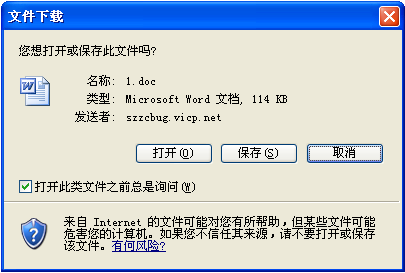 文件下载
您想打开或保存此文件吗?
名称: 1.doc
类型: Microsoft Word 文档, 114 KB
发送者: szzcbug.vicp.net
打开(O) 保存(S) 取消
打开此类文件之前总是询问(W)
来自 Internet 的文件可能对您有所帮助，但某些文件可能
危害您的计算机。如果您不信任其来源，请不要打开或保存
该文件。有何风险?